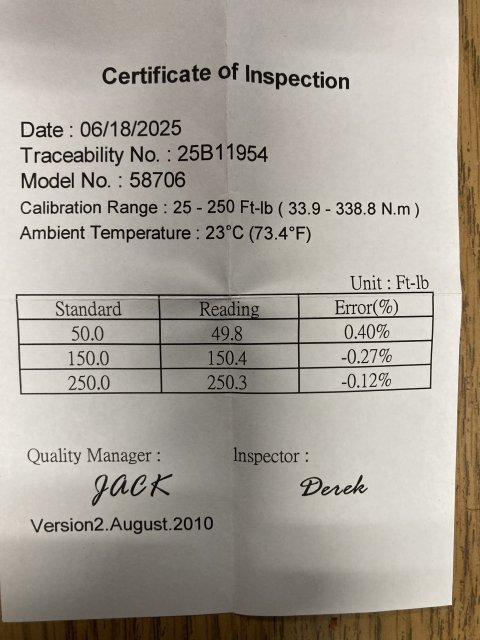 Certificate of Inspection
Date : 06/18/2025
Traceability No. : 25B11954
Model No. : 58706
Calibration Range : 25 - 250 Ft-lb ( 33.9 - 338.8 N.m )
Ambient Temperature : 23°C (73.4°F)
Unit : Ft-lb
Standard Reading Error(%)
50.0 49.8 0.40%
150.0 150.4 -0.27%
250.0 250.3 -0.12%
Quality Manager : Inspector :
JACK Derek
Version2.August.2010